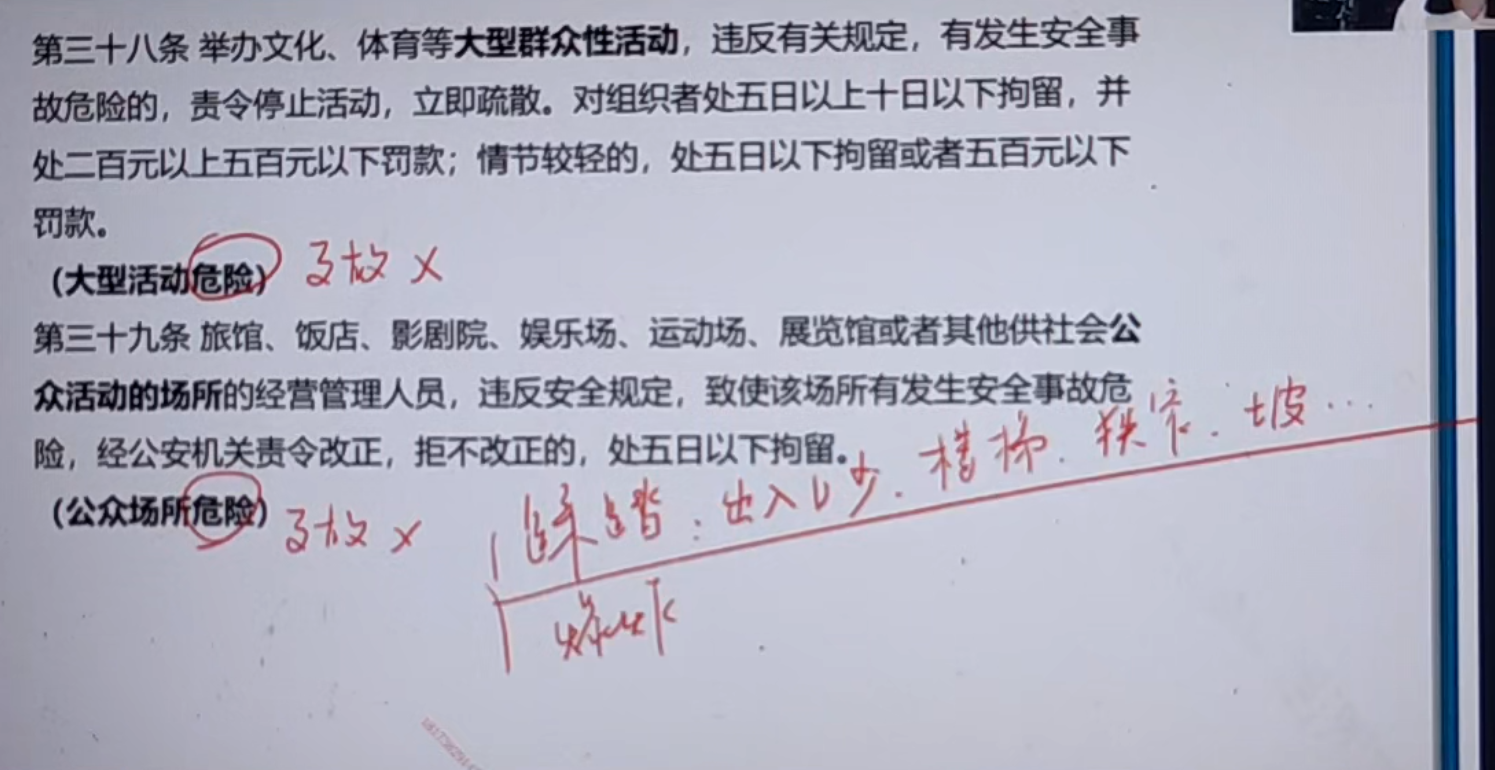 第三十八条 举办文化、体育等大型群众性活动，违反有关规定，有发生安全事
故危险的，责令停止活动，立即疏散。对组织者处五日以上十日以下拘留，并
处二百元以上五百元以下罚款；情节较轻的，处五日以下拘留或者五百元以下
罚款。
（大型活动危险） 事故 ×
第三十九条 旅馆、饭店、影剧院、娱乐场、运动场、展览馆或者其他供社会公
众活动的场所的经营管理人员，违反安全规定，致使该场所有发生安全事故危
险，经公安机关责令改正，拒不改正的，处五日以下拘留。
（公众场所危险） 事故 ×
踩踏：出入口少、楼梯、狭窄、坡…